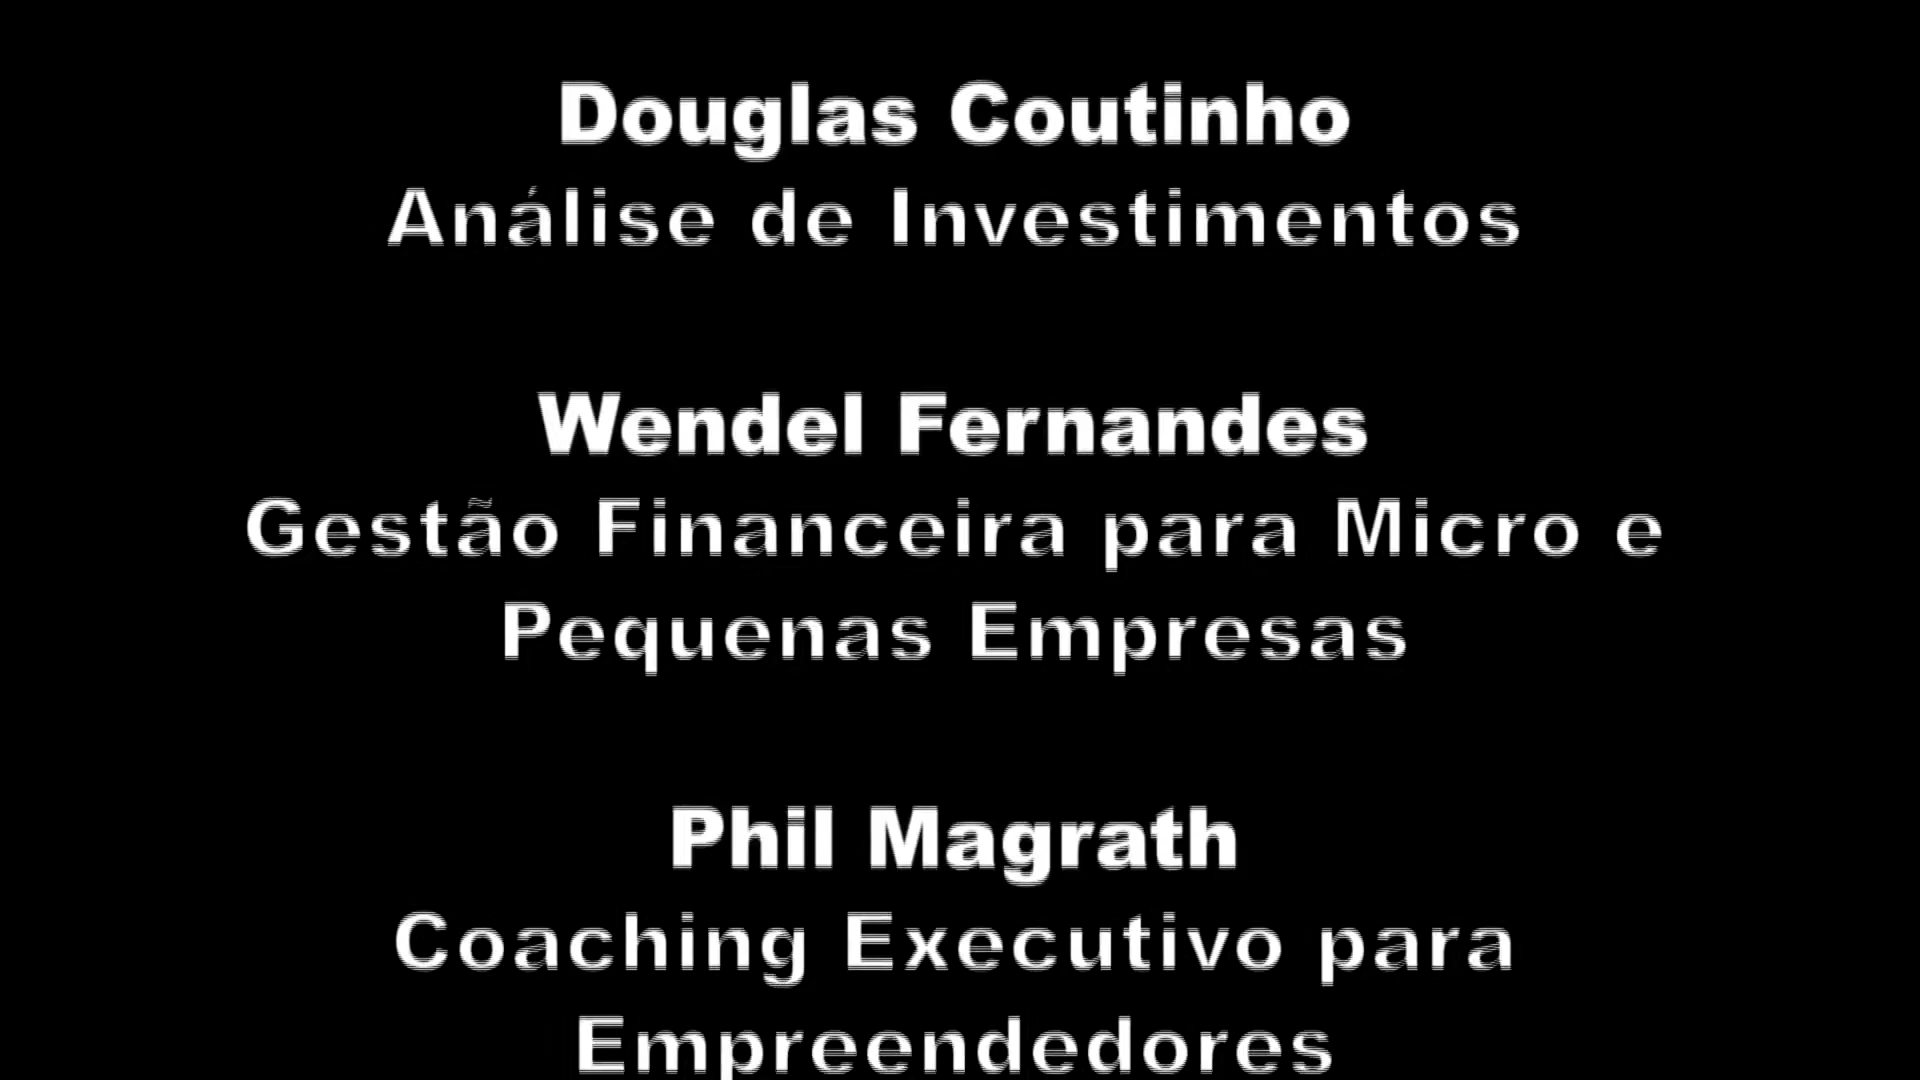 Douglas Coutinho
Análise de Investimentos
Wendel Fernandes
Gestão Financeira para Micro e
Pequenas Empresas
Phil Magrath
Coaching Executivo para
Empreendedores